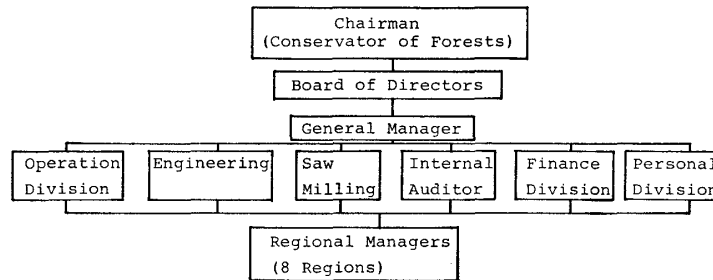 Chairman
(Conservator of Forests)
Board of Directors
General Manager
Operation Division
Engineering
Saw Milling
Internal Auditor
Finance Division
Personal Division
Regional Managers
(8 Regions)